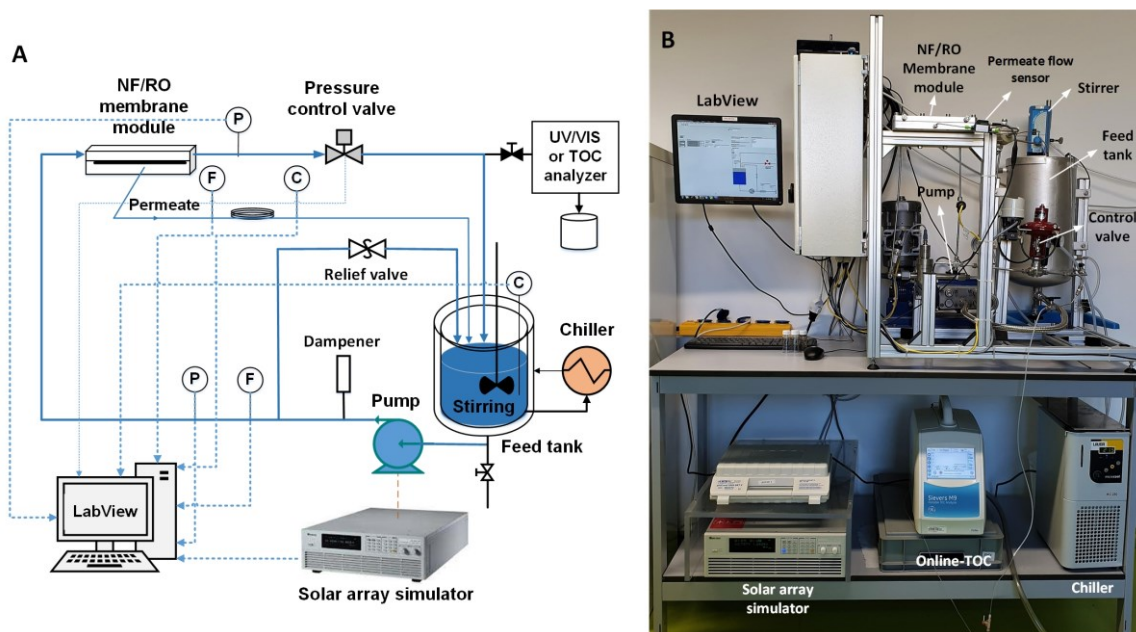 A
NF/RO
membrane
module
Pressure
control valve
P
UV/VIS
or TOC
analyzer
F
C
Permeate
Relief valve
C
Chiller
Dampener
P
F
Pump
Stirring
Feed tank
LabView
Solar array simulator
B
NF/RO
Membrane
module
Permeate flow
sensor
Stirrer
LabView
Feed
tank
Pump
Control
valve
Sievers M9
Online-TOC
Solar array
simulator
Chiller